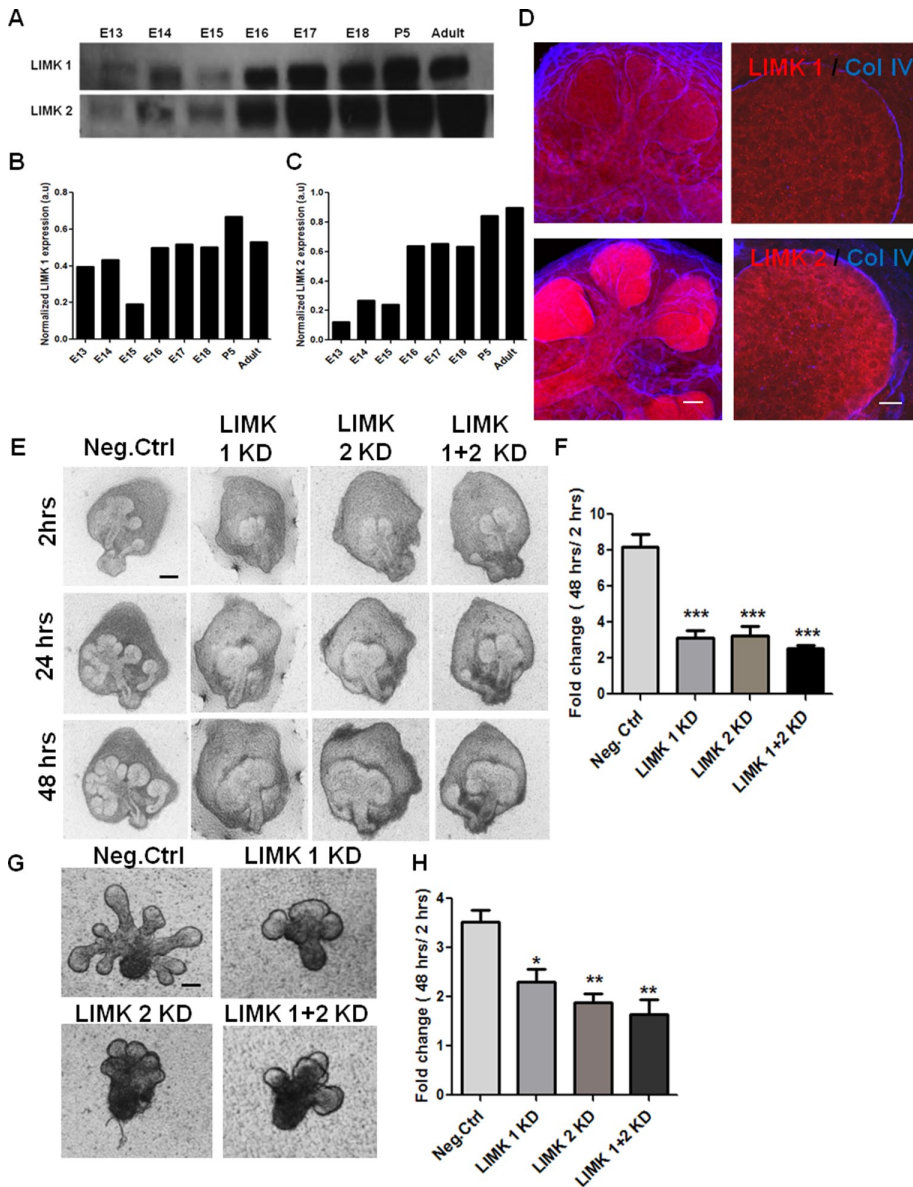 A
E13 E14 E15 E16 E17 E18 P5 Adult
LIMK 1
LIMK 2
B
Normalized LIMK 1 expression (a.u)
0.8
0.6
0.4
0.2
0.0
E13 E14 E15 E16 E17 E18 P5 Adult
C
Normalized LIMK 2 expression (a.u)
1.0
0.8
0.6
0.4
0.2
0.0
E13 E14 E15 E16 E17 E18 P5 Adult
D
LIMK 1 / Col IV
LIMK 2 / Col IV
E
Neg.Ctrl
LIMK
1 KD
LIMK
2 KD
LIMK
1+2 KD
2hrs
24 hrs
48 hrs
F
Fold change ( 48 hrs/ 2 hrs)
10
8
6
4
2
0
*** *** ***
Neg- Ctrl LIMK 1 KD LIMK 2 KD LIMK 1+2 KD
G
Neg.Ctrl LIMK 1 KD
LIMK 2 KD LIMK 1+2 KD
H
Fold change ( 48 hrs/ 2 hrs)
4
3
2
1
0
* ** **
Neg.Ctrl LIMK 1 KD LIMK 2 KD LIMK 1+2 KD